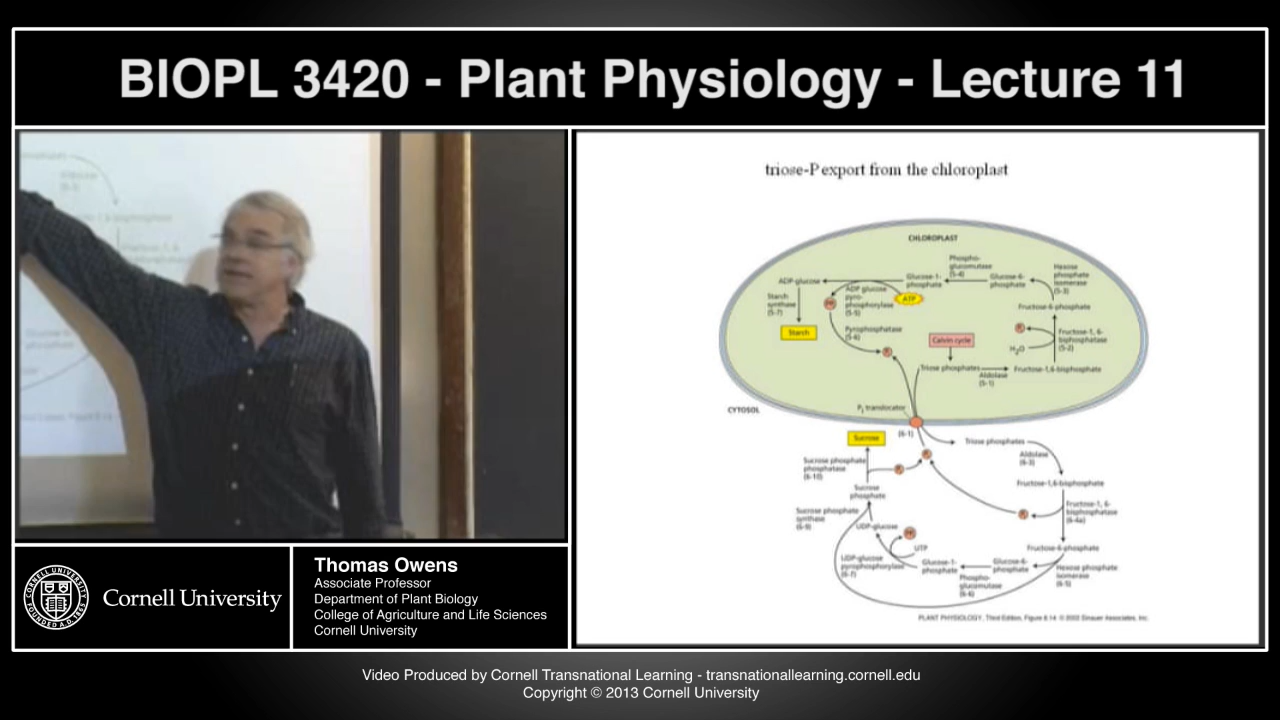 BIOPL 3420 - Plant Physiology - Lecture 11
triose-P export from the chloroplast
CHLOROPLAST
Phospho-
glucomutase
(5-4)
Hexose
phosphate
isomerase
(5-3)
ADP-glucose
Glucose-1-
phosphate
Glucose-6-
phosphate
Starch
synthase
(5-7)
ADP glucose
pyro-
phosphorylase
(5-5)
ATP
Fructose-6-phosphate
Starch
Pyrophosphatase
(5-6)
Calvin cycle
H2O
Fructose-1, 6-
bisphosphatase
(5-2)
Triose phosphates
Aldolase
(5-1)
Fructose-1,6-bisphosphate
CYTOSOL
Pi translocator
(6-1)
Sucrose
Triose phosphates
Aldolase
(6-3)
Sucrose phosphate
phosphatase
(6-10)
Sucrose
phosphate
Fructose-1,6-bisphosphate
Sucrose phosphate
synthase
(6-9)
Fructose-1, 6-
bisphosphatase
(6-4a)
UDP-glucose
UTP
Fructose-6-phosphate
UDP-glucose
pyrophosphorylase
(6-7)
Glucose-1-
phosphate
Glucose-6-
phosphate
Phospho-
glucomutase
(6-6)
Hexose phosphate
isomerase
(6-5)
PLANT PHYSIOLOGY, Third Edition, Figure 8.14 © 2002 Sinauer Associates, Inc.
Cornell University
Thomas Owens
Associate Professor
Department of Plant Biology
College of Agriculture and Life Sciences
Cornell University
Video Produced by Cornell Transnational Learning - transnationallearning.cornell.edu
Copyright © 2013 Cornell University